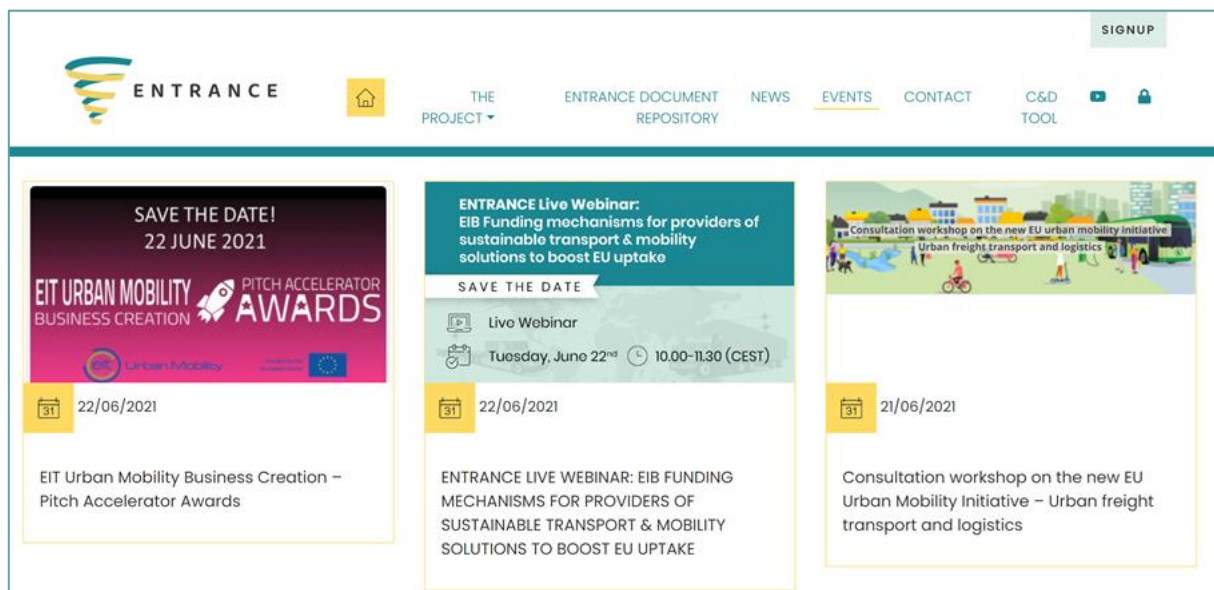 SIGNUP
ENTRANCE
THE
PROJECT
ENTRANCE DOCUMENT
REPOSITORY
NEWS
EVENTS
CONTACT
C&D
TOOL
SAVE THE DATE!
22 JUNE 2021
EIT URBAN MOBILITY
BUSINESS CREATION
PITCH ACCELERATOR
AWARDS
eit Urban Mobility
31 22/06/2021
EIT Urban Mobility Business Creation –
Pitch Accelerator Awards
ENTRANCE Live Webinar:
EIB Funding mechanisms for providers of
sustainable transport & mobility
solutions to boost EU uptake
SAVE THE DATE
Live Webinar
Tuesday, June 22nd 10.00-11.30 (CEST)
31 22/06/2021
ENTRANCE LIVE WEBINAR: EIB FUNDING
MECHANISMS FOR PROVIDERS OF
SUSTAINABLE TRANSPORT & MOBILITY
SOLUTIONS TO BOOST EU UPTAKE
Consultation workshop on the new EU urban mobility initiative
Urban freight transport and logistics
31 21/06/2021
Consultation workshop on the new EU
Urban Mobility Initiative – Urban freight
transport and logistics